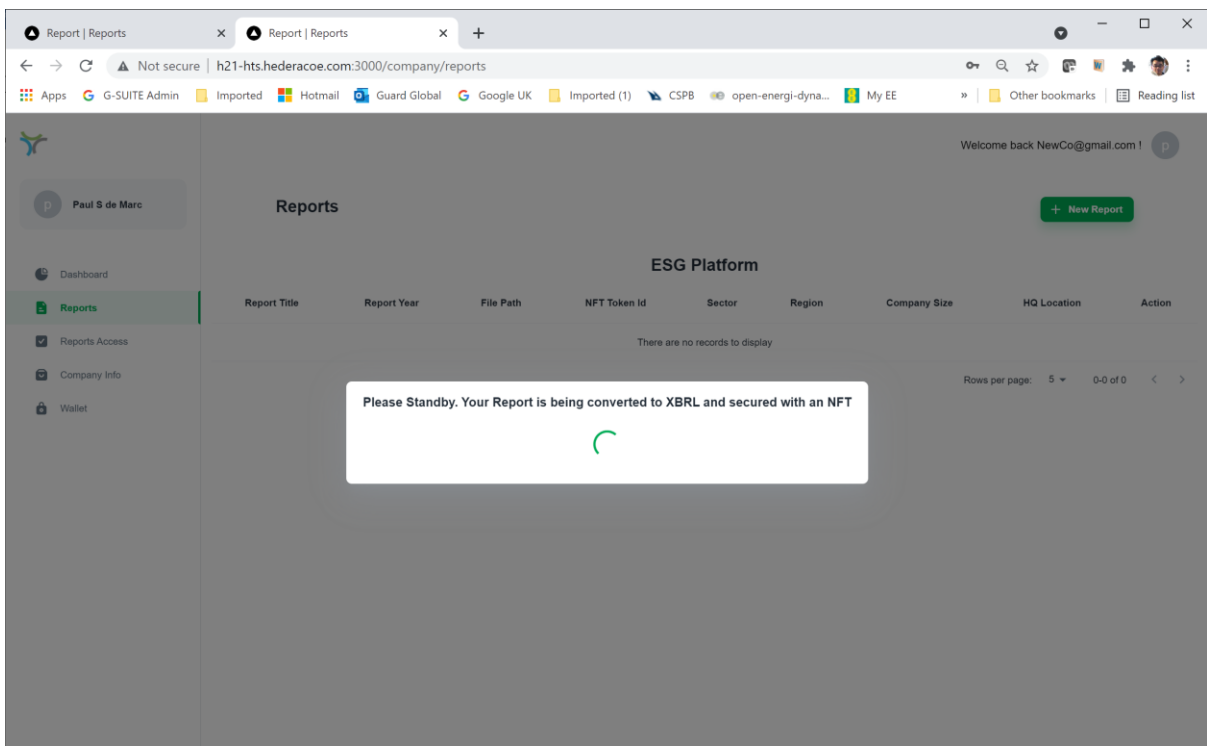 Report | Reports
Report | Reports
Not secure | h21-hts.hederacoe.com:3000/company/reports
Apps G-SUITE Admin Imported Hotmail Guard Global Google UK Imported (1) CSPB open-energi-dyna... My EE » Other bookmarks Reading list
Welcome back NewCo@gmail.com ! p
p Paul S de Marc
Reports
+ New Report
ESG Platform
Dashboard
Reports
Reports Access
Company Info
Wallet
Report Title Report Year File Path NFT Token Id Sector Region Company Size HQ Location Action
There are no records to display
Rows per page: 5 0-0 of 0
Please Standby. Your Report is being converted to XBRL and secured with an NFT